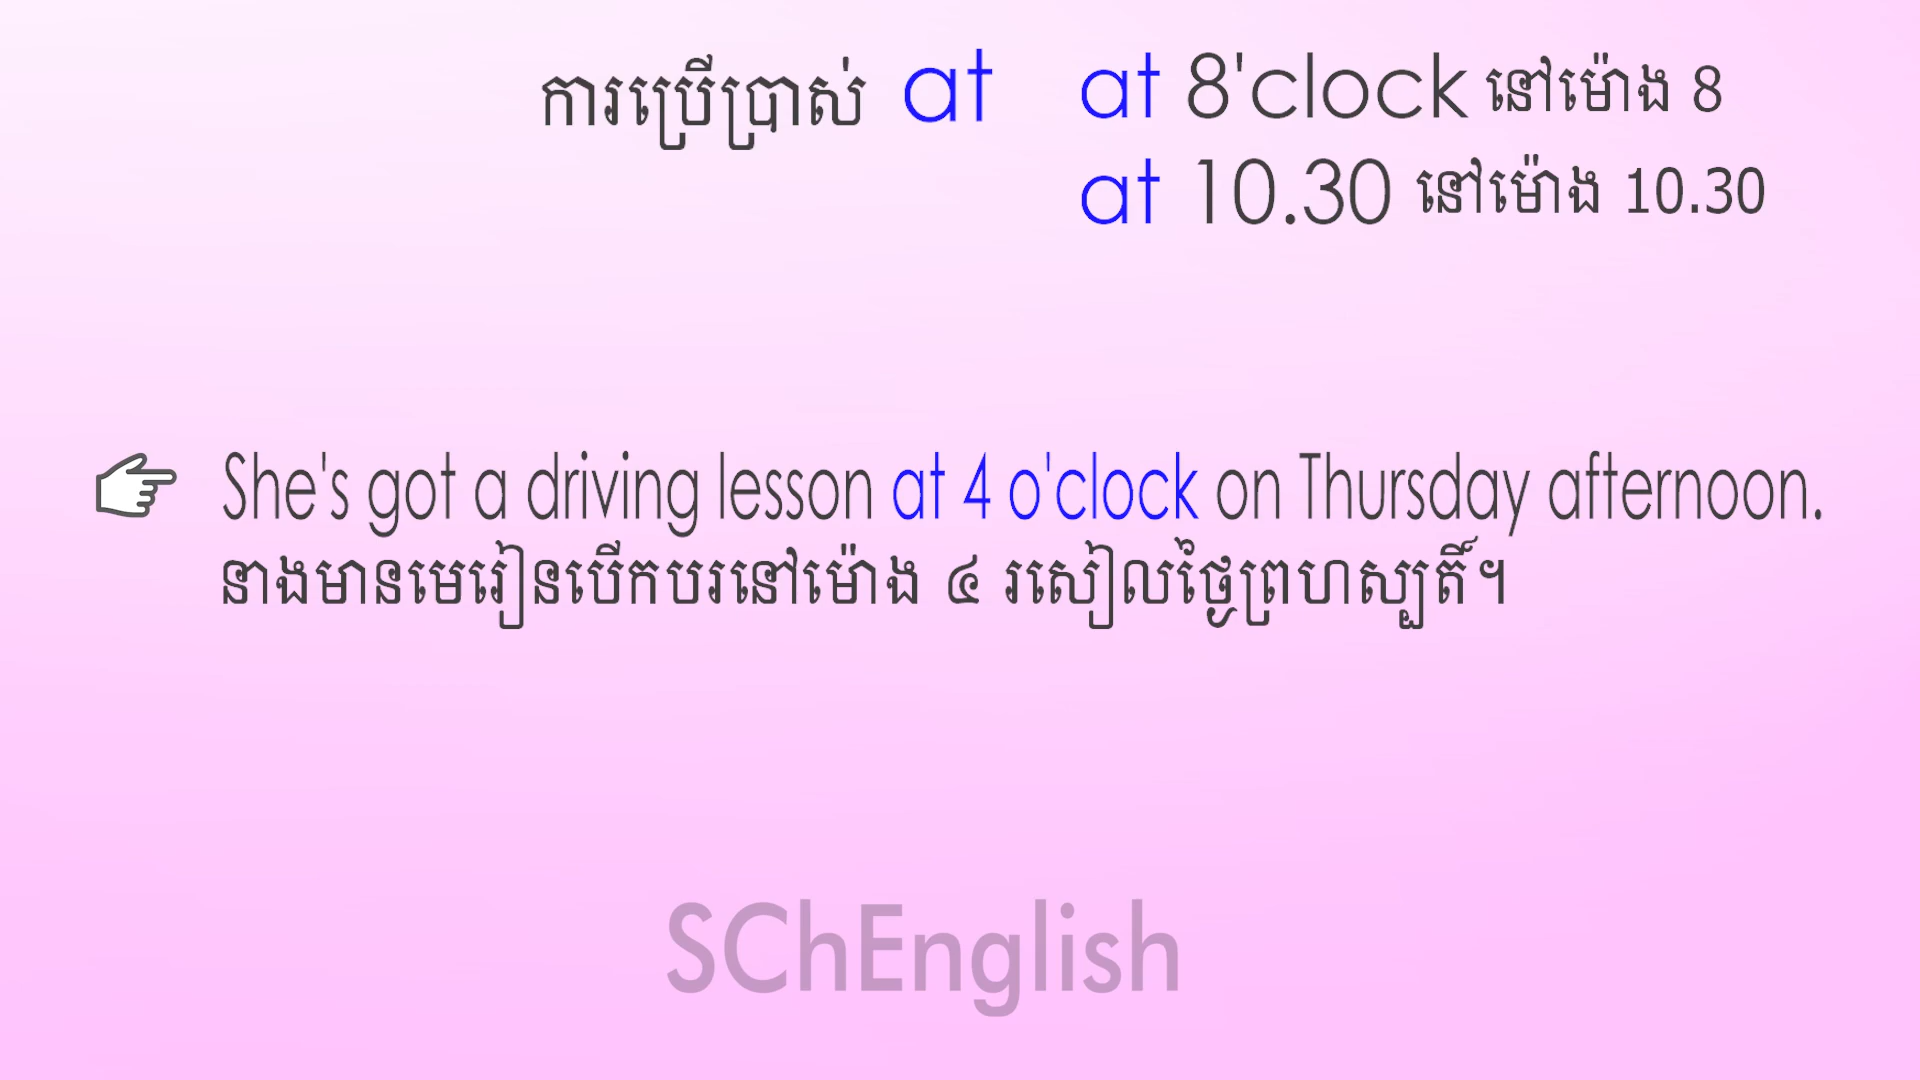 ការប្រើប្រាស់ at
at 8'clock នៅម៉ោង 8
at 10.30 នៅម៉ោង 10.30
She's got a driving lesson at 4 o'clock on Thursday afternoon.
នាងមានមេរៀនបើកបរនៅម៉ោង ៤ រសៀលថ្ងៃព្រហស្បតិ៍។
SChEnglish